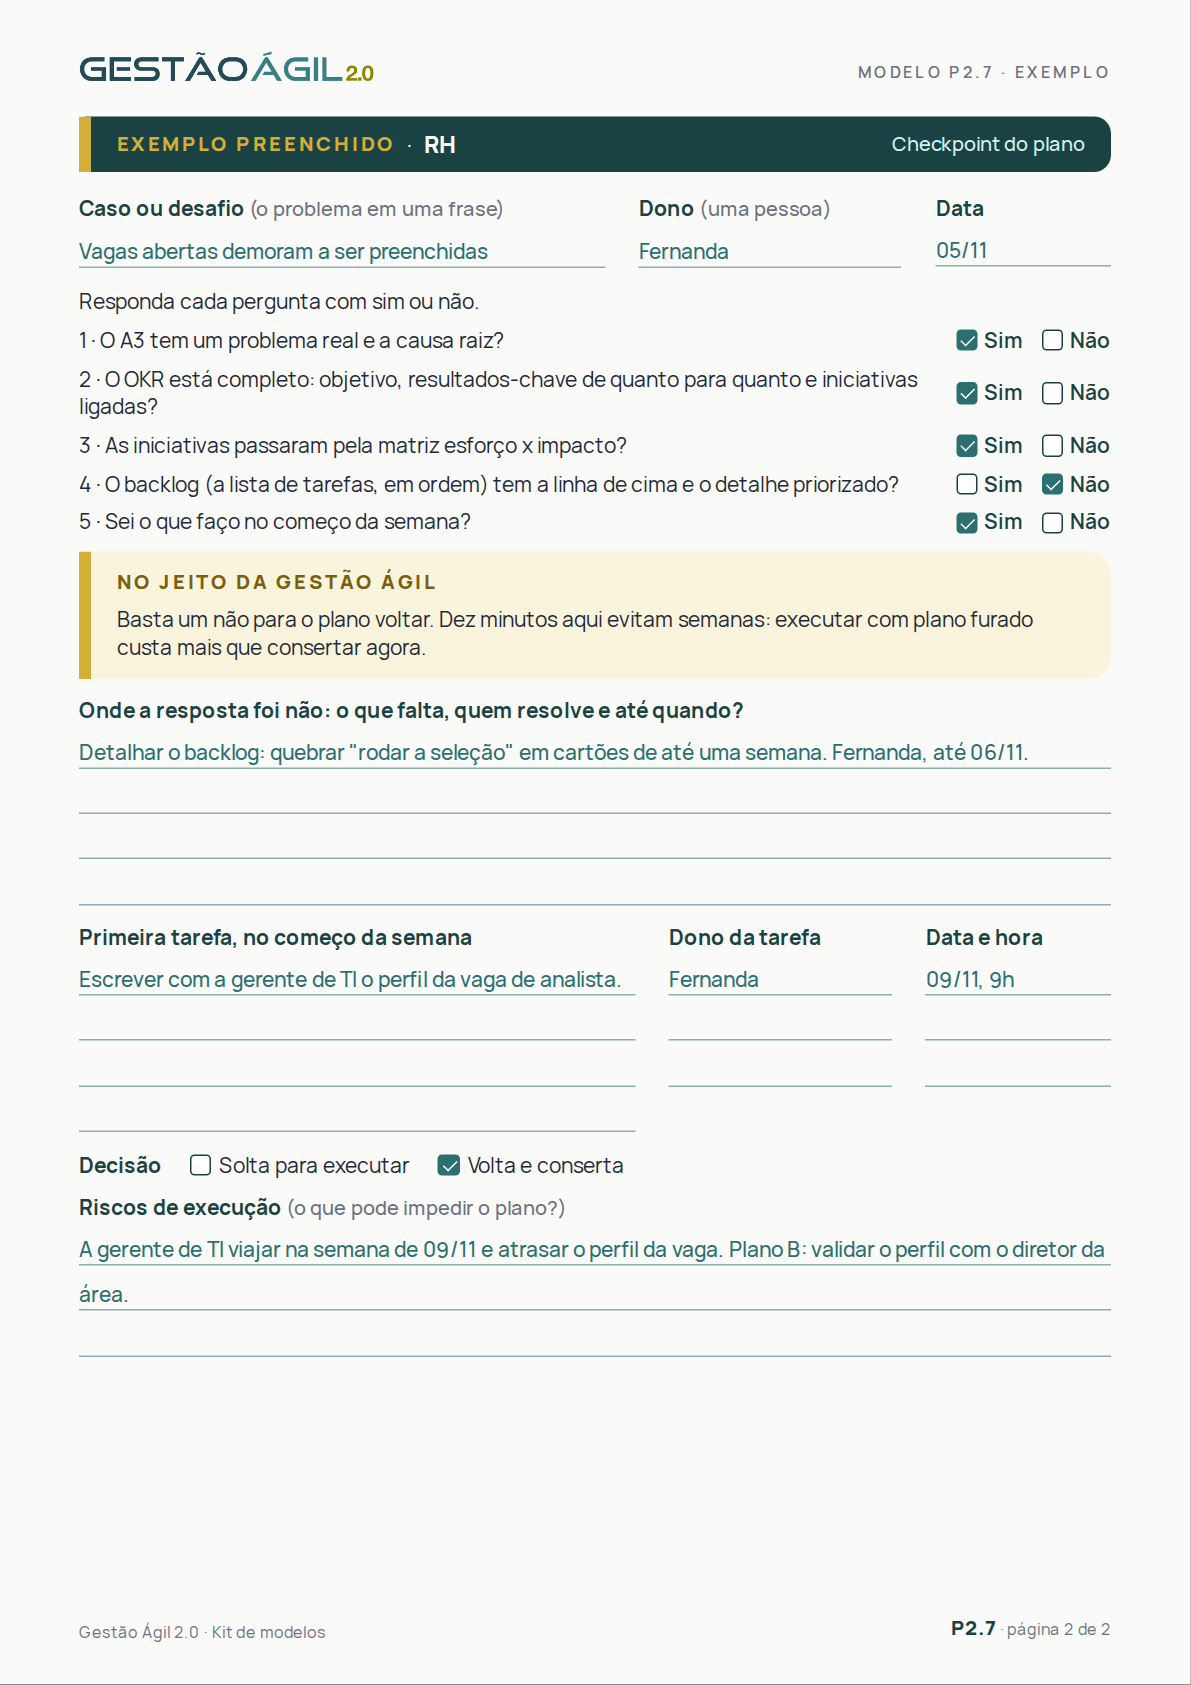 GESTÃO ÁGIL 2.0
MODELO P2.7 · EXEMPLO
EXEMPLO PREENCHIDO · RH
Checkpoint do plano
Caso ou desafio (o problema em uma frase)
Dono (uma pessoa)
Data
Vagas abertas demoram a ser preenchidas
Fernanda
05/11
Responda cada pergunta com sim ou não.
1 · O A3 tem um problema real e a causa raiz?
Sim Não
2 · O OKR está completo: objetivo, resultados-chave de quanto para quanto e iniciativas
ligadas?
Sim Não
3 · As iniciativas passaram pela matriz esforço x impacto?
Sim Não
4 · O backlog (a lista de tarefas, em ordem) tem a linha de cima e o detalhe priorizado?
Sim Não
5 · Sei o que faço no começo da semana?
Sim Não
NO JEITO DA GESTÃO ÁGIL
Basta um não para o plano voltar. Dez minutos aqui evitam semanas: executar com plano furado
custa mais que consertar agora.
Onde a resposta foi não: o que falta, quem resolve e até quando?
Detalhar o backlog: quebrar "rodar a seleção" em cartões de até uma semana. Fernanda, até 06/11.
Primeira tarefa, no começo da semana
Dono da tarefa
Data e hora
Escrever com a gerente de TI o perfil da vaga de analista.
Fernanda
09/11, 9h
Decisão Solta para executar Volta e conserta
Riscos de execução (o que pode impedir o plano?)
A gerente de TI viajar na semana de 09/11 e atrasar o perfil da vaga. Plano B: validar o perfil com o diretor da
área.
Gestão Ágil 2.0 · Kit de modelos
P2.7 · página 2 de 2